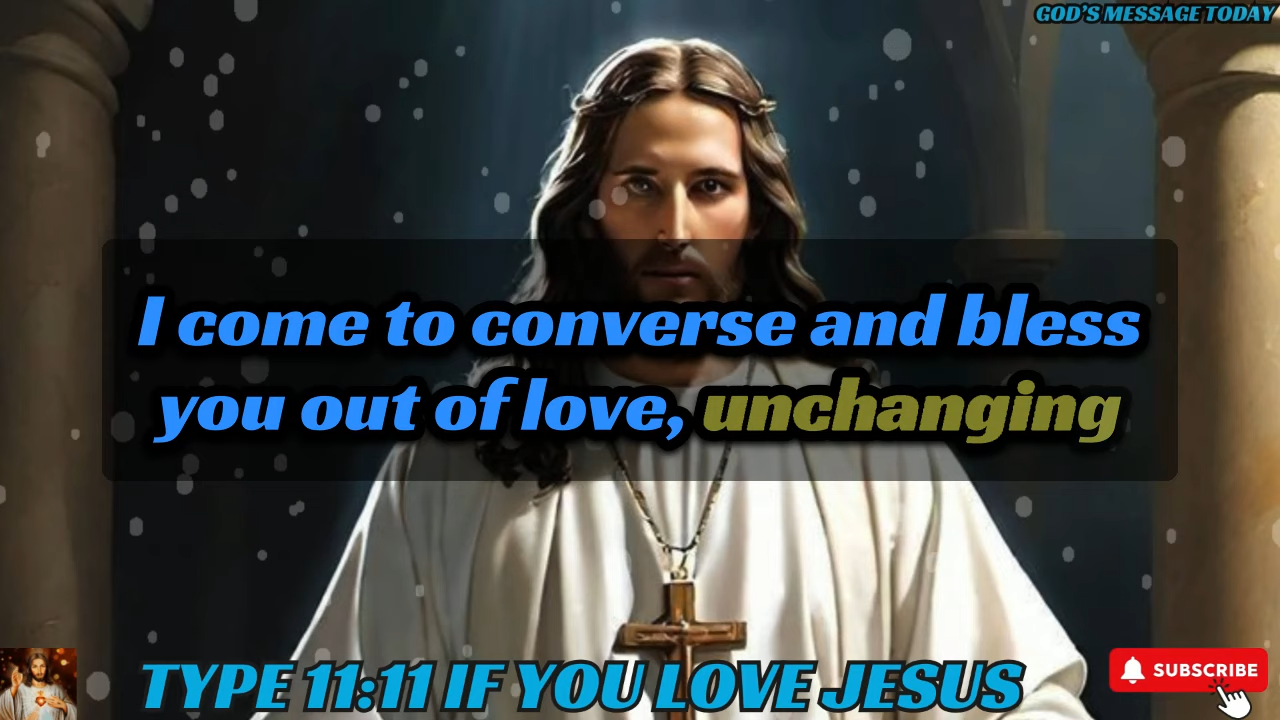 GOD'S MESSAGE TODAY
I come to converse and bless
you out of love, unchanging
TYPE 11:11 IF YOU LOVE JESUS
SUBSCRIBE